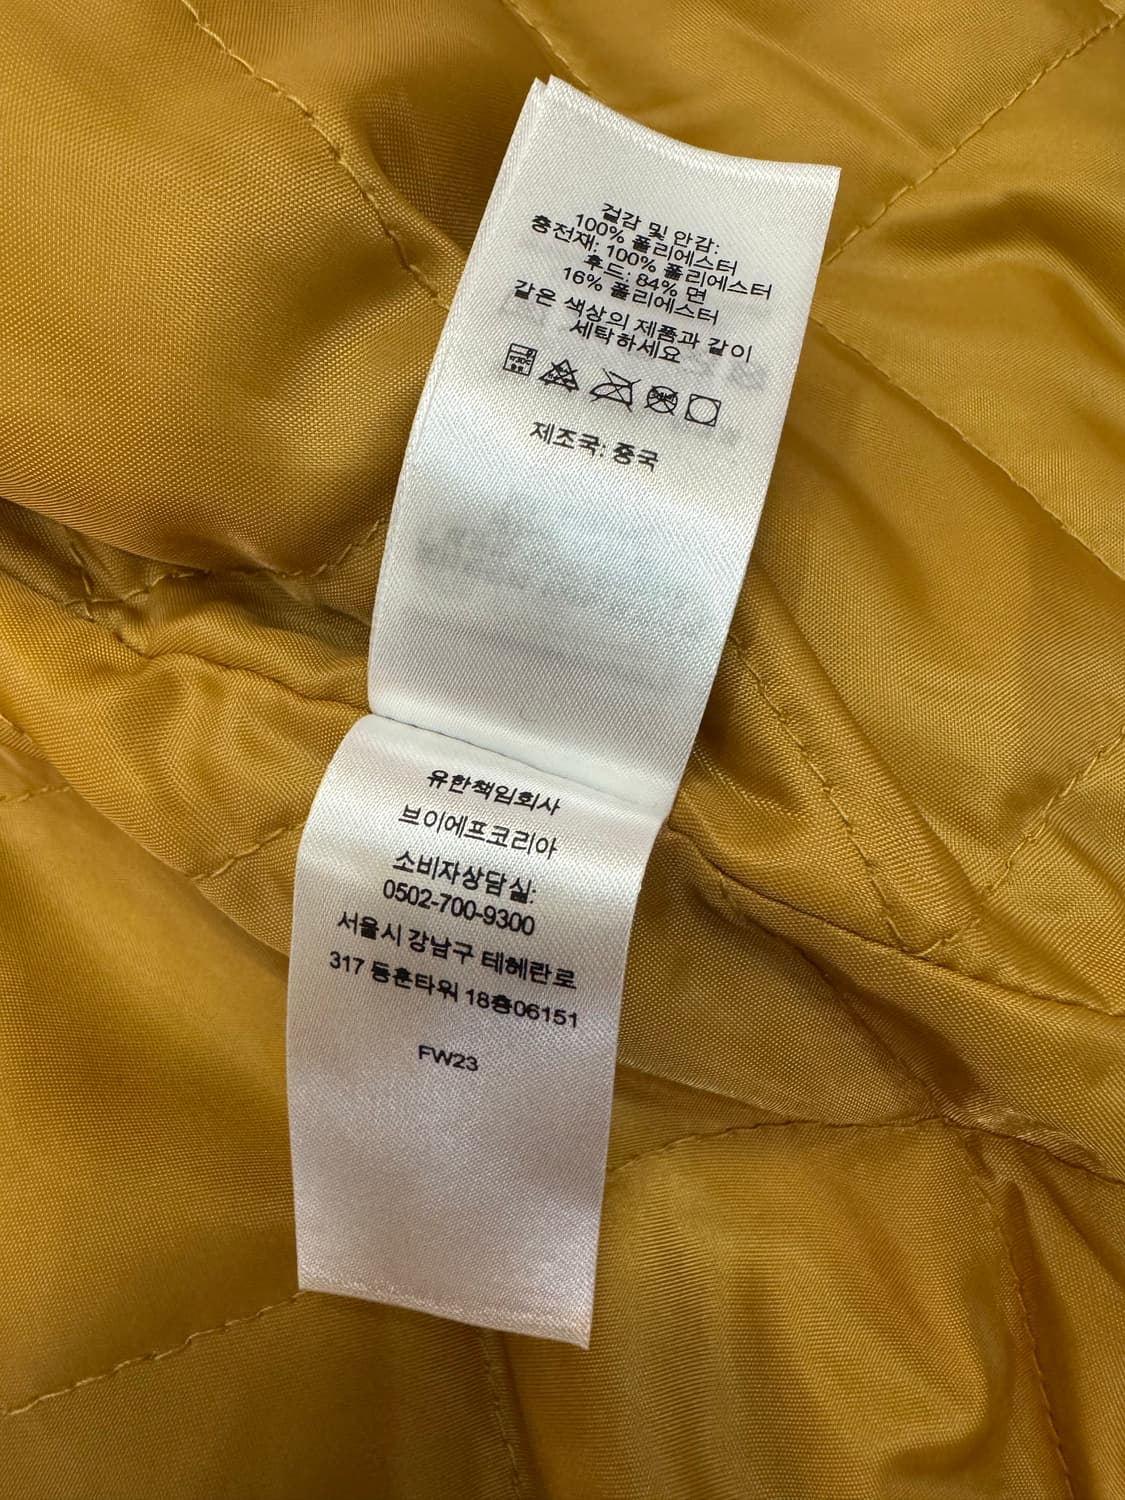 겉감 및 안감:
100% 폴리에스터
충전재: 100% 폴리에스터
후드: 84% 면
16% 폴리에스터
같은 색상의 제품과 같이
세탁하세요
제조국: 중국
유한책임회사
브이에프코리아
소비자상담실:
0502-700-9300
서울시 강남구 테헤란로
317 동훈타워 18층06151
FW23